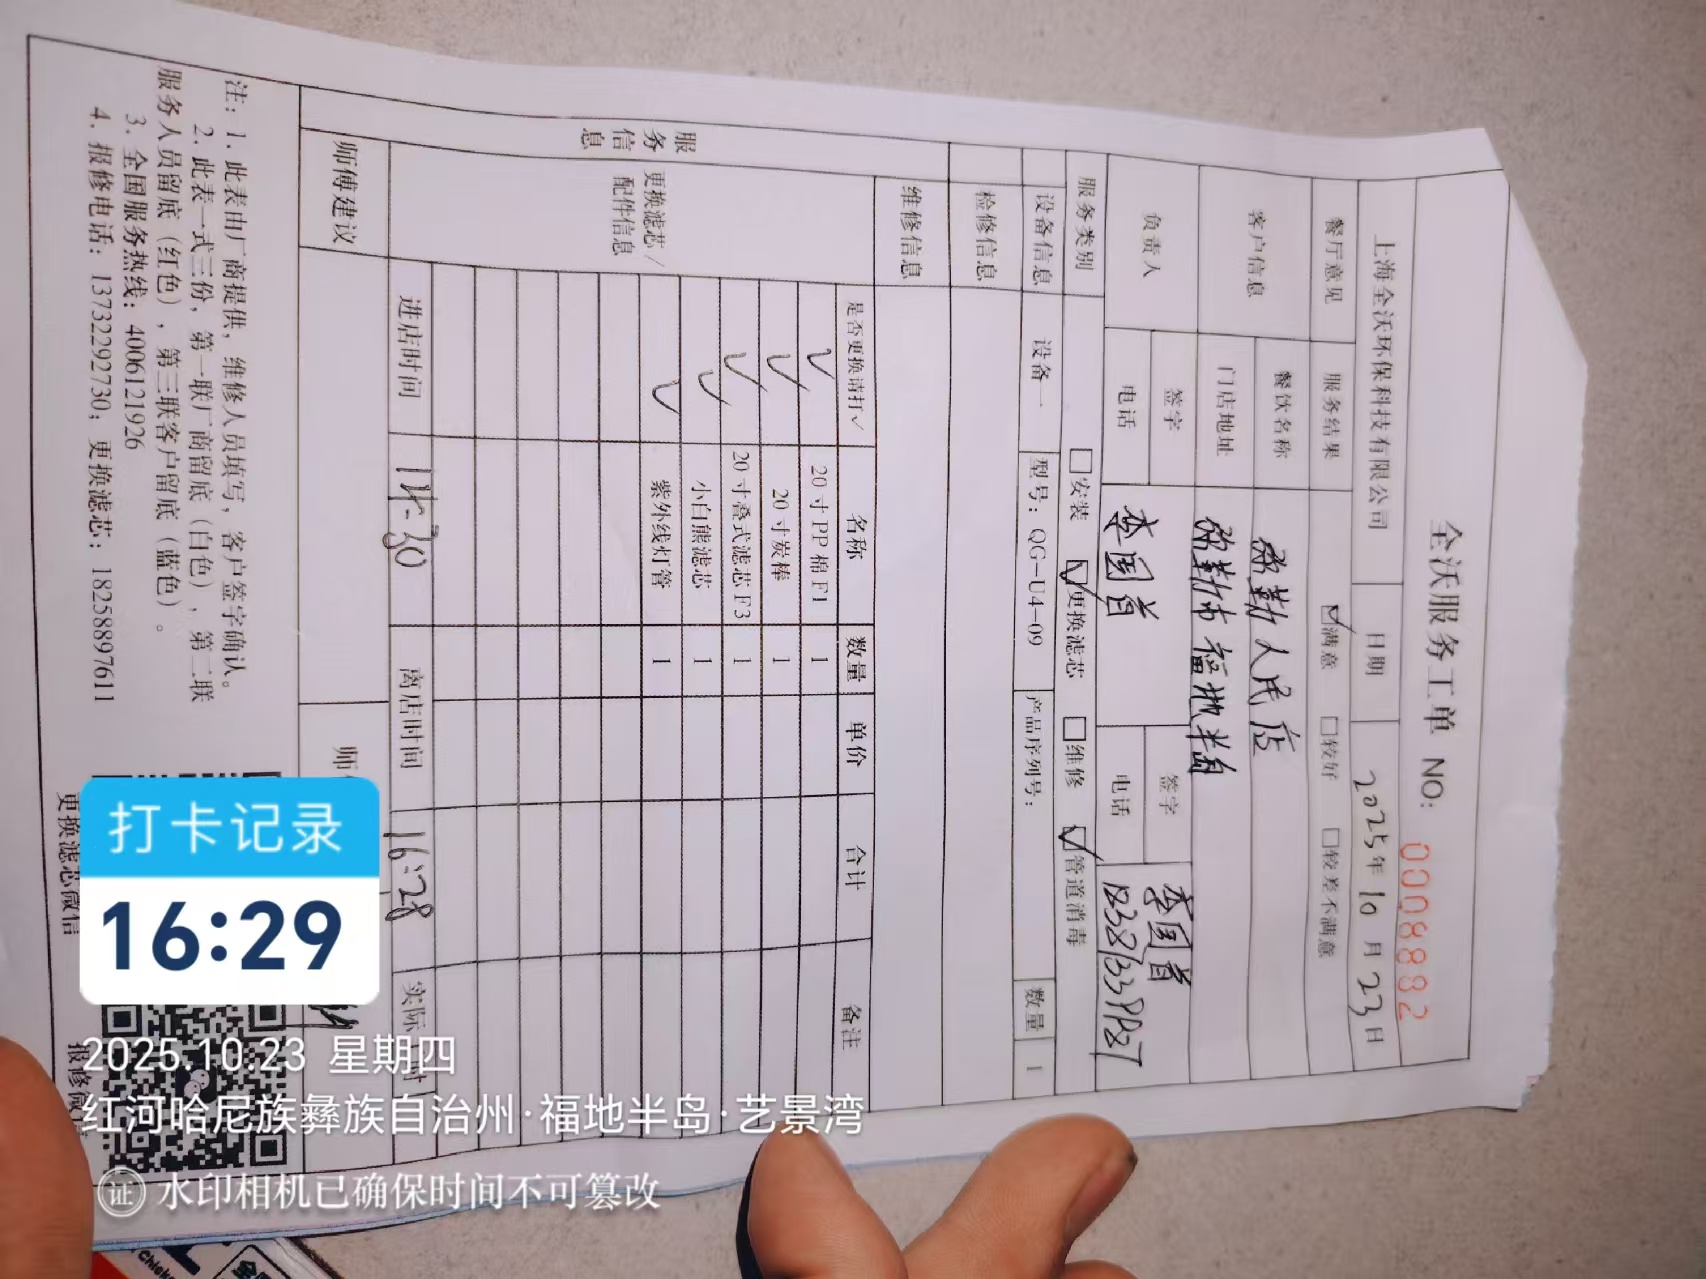 全沃服务工单 NO: 0008882
上海全沃环保科技有限公司 日期 2025年10月23日
餐厅意见 服务结果 ☑满意 □较好 □较差不满意
客户信息 餐饮名称 弥勒人民店
门店地址 弥勒市福地半岛
负责人 签字 李国首 签字 李国首
电话 电话
服务类别 □安装 ☑更换滤芯 □维修 ☑管道消毒
设备信息 设备一 型号：QG-U4-09 产品序列号： 数量 1
检修信息
维修信息
服务信息
更换滤芯/配件信息
是否更换请打✓ 名称 数量 单价 合计 备注
✓ 20寸PP棉F1 1
✓ 20寸炭棒 1
✓ 20寸叠式滤芯F3 1
✓ 小白熊滤芯 1
✓ 紫外线灯管 1
进店时间 14:30 离店时间 16:28 实际 时
师傅建议 师
注：1. 此表由厂商提供，维修人员填写，客户签字确认。
2. 此表一式三份，第一联厂商留底（白色），第二联
服务人员留底（红色），第三联客户留底（蓝色）。
3. 全国服务热线：4006121926
4. 报修电话：13732292730；更换滤芯：18258897611
更换滤芯微信
报修微
打卡记录
16:29
2025.10.23 星期四
红河哈尼族彝族自治州·福地半岛·艺景湾
证 水印相机已确保时间不可篡改